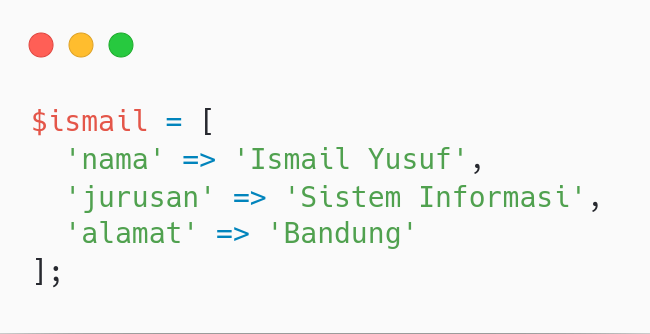 $ismail = [
  'nama' => 'Ismail Yusuf',
  'jurusan' => 'Sistem Informasi',
  'alamat' => 'Bandung'
];